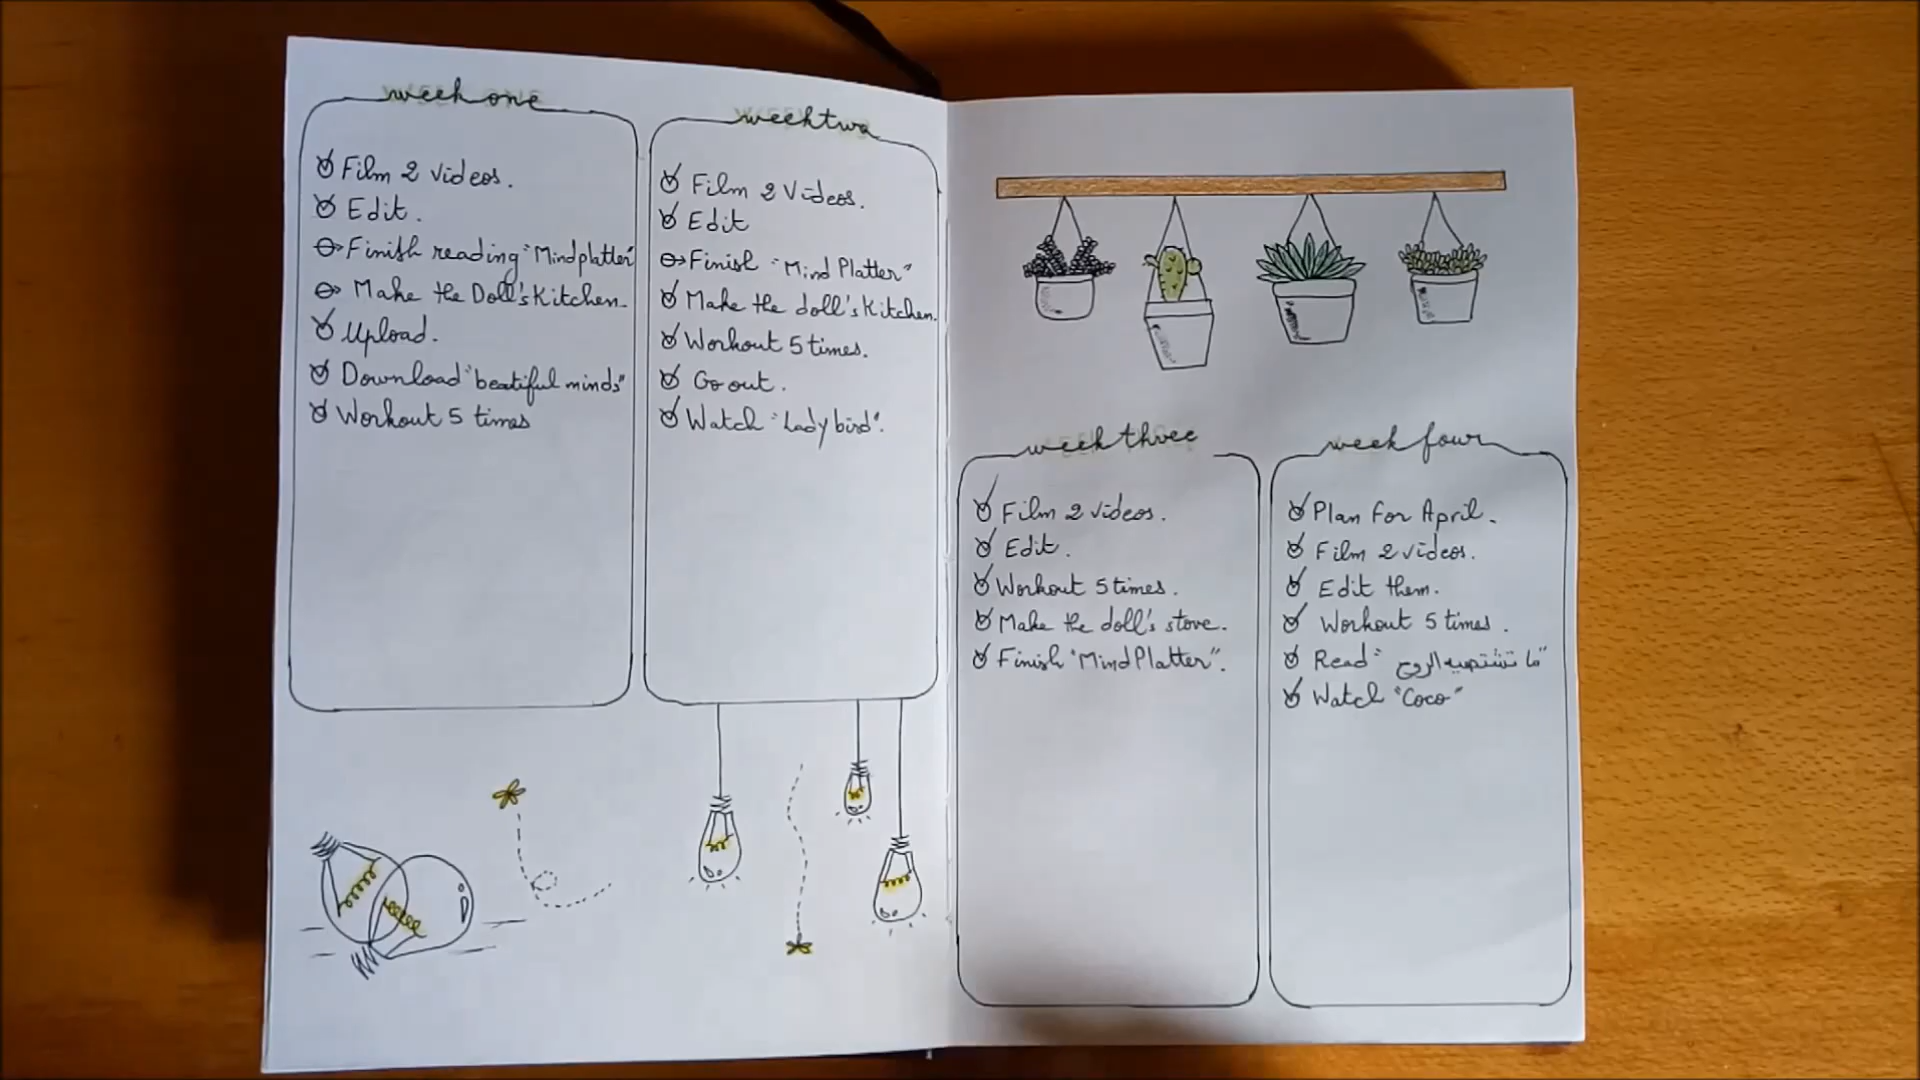 week one
Film 2 videos.
Edit.
Finish reading "Mindplatter"
Make the Doll's Kitchen.
Upload.
Download "beatiful minds"
Workout 5 times
week two
Film 2 Videos.
Edit
Finish "Mind Platter"
Make the doll's Kitchen.
Workout 5 times.
Go out.
Watch "Lady bird".
week three
Film 2 videos.
Edit.
Workout 5 times.
Make the doll's stove.
Finish "Mind Platter".
week four
Plan For April.
Film 2 videos.
Edit them.
Workout 5 times.
Read "ما تشتهيه الروح"
Watch "Coco"